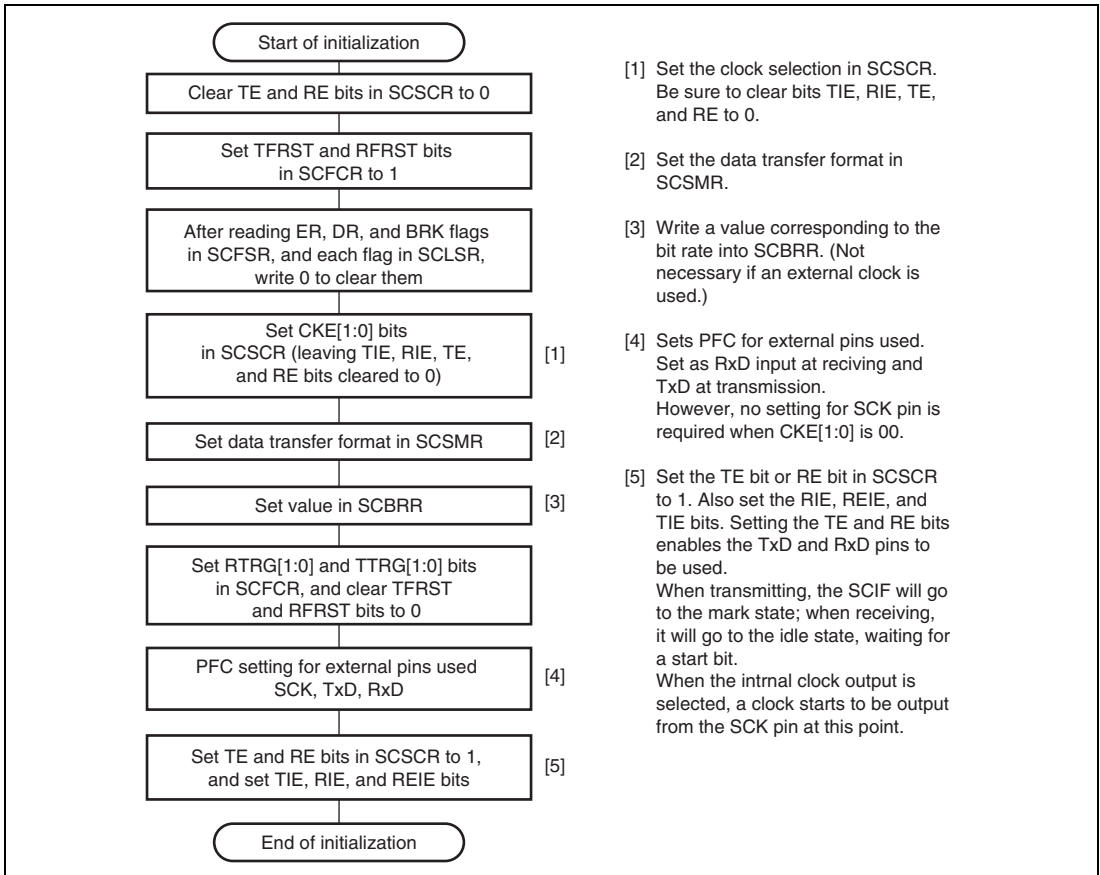 Start of initialization
Clear TE and RE bits in SCSCR to 0
Set TFRST and RFRST bits
in SCFCR to 1
After reading ER, DR, and BRK flags
in SCFSR, and each flag in SCLSR,
write 0 to clear them
Set CKE[1:0] bits
in SCSCR (leaving TIE, RIE, TE,
and RE bits cleared to 0)
[1]
Set data transfer format in SCSMR
[2]
Set value in SCBRR
[3]
Set RTRG[1:0] and TTRG[1:0] bits
in SCFCR, and clear TFRST
and RFRST bits to 0
PFC setting for external pins used
SCK, TxD, RxD
[4]
Set TE and RE bits in SCSCR to 1,
and set TIE, RIE, and REIE bits
[5]
End of initialization
[1] Set the clock selection in SCSCR.
Be sure to clear bits TIE, RIE, TE,
and RE to 0.
[2] Set the data transfer format in
SCSMR.
[3] Write a value corresponding to the
bit rate into SCBRR. (Not
necessary if an external clock is
used.)
[4] Sets PFC for external pins used.
Set as RxD input at reciving and
TxD at transmission.
However, no setting for SCK pin is
required when CKE[1:0] is 00.
[5] Set the TE bit or RE bit in SCSCR
to 1. Also set the RIE, REIE, and
TIE bits. Setting the TE and RE bits
enables the TxD and RxD pins to
be used.
When transmitting, the SCIF will go
to the mark state; when receiving,
it will go to the idle state, waiting for
a start bit.
When the intrnal clock output is
selected, a clock starts to be output
from the SCK pin at this point.